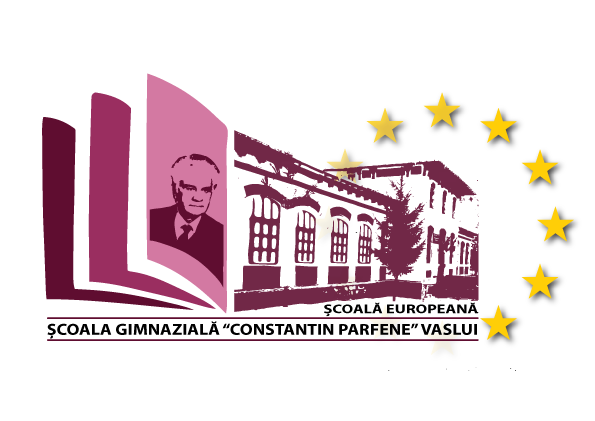 ŞCOALĂ EUROPEANĂ
ŞCOALA GIMNAZIALĂ “CONSTANTIN PARFENE” VASLUI